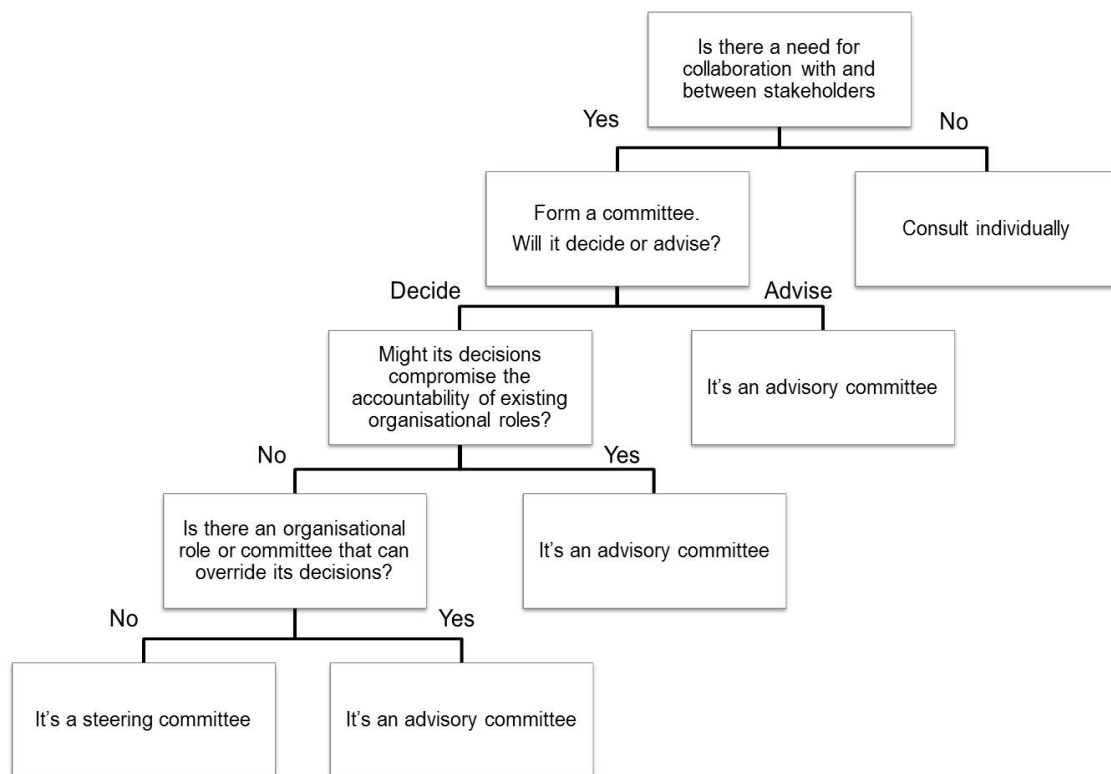 Is there a need for
collaboration with and
between stakeholders
Yes
No
Form a committee.
Will it decide or advise?
Consult individually
Decide
Advise
Might its decisions
compromise the
accountability of existing
organisational roles?
It’s an advisory committee
No
Yes
Is there an organisational
role or committee that can
override its decisions?
It’s an advisory committee
No
Yes
It’s a steering committee
It’s an advisory committee